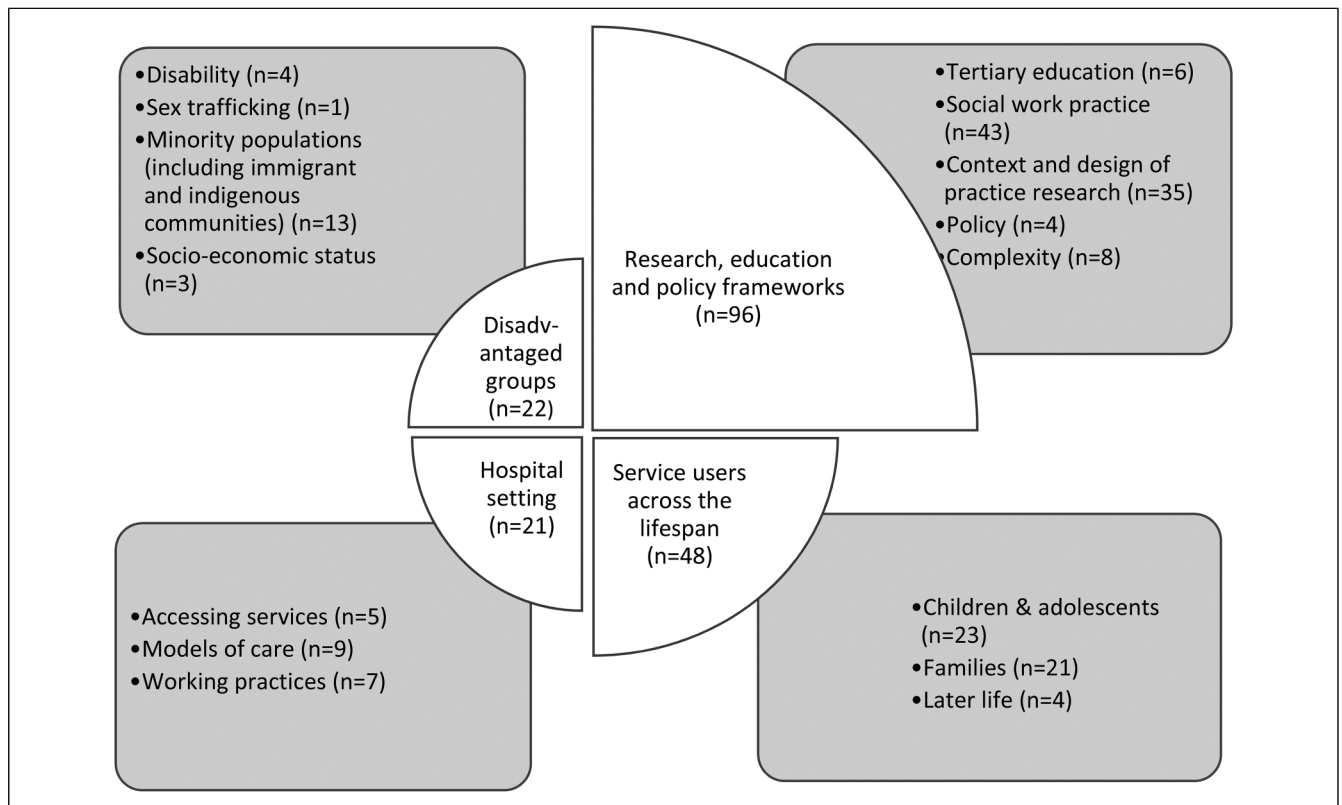 •Disability (n=4)
•Sex trafficking (n=1)
•Minority populations
(including immigrant
and indigenous
communities) (n=13)
•Socio-economic status
(n=3)
•Tertiary education (n=6)
•Social work practice
(n=43)
•Context and design of
practice research (n=35)
•Policy (n=4)
•Complexity (n=8)
Disadv-
antaged
groups
(n=22)
Research, education
and policy frameworks
(n=96)
Hospital
setting
(n=21)
Service users
across the
lifespan
(n=48)
•Accessing services (n=5)
•Models of care (n=9)
•Working practices (n=7)
•Children & adolescents
(n=23)
•Families (n=21)
•Later life (n=4)